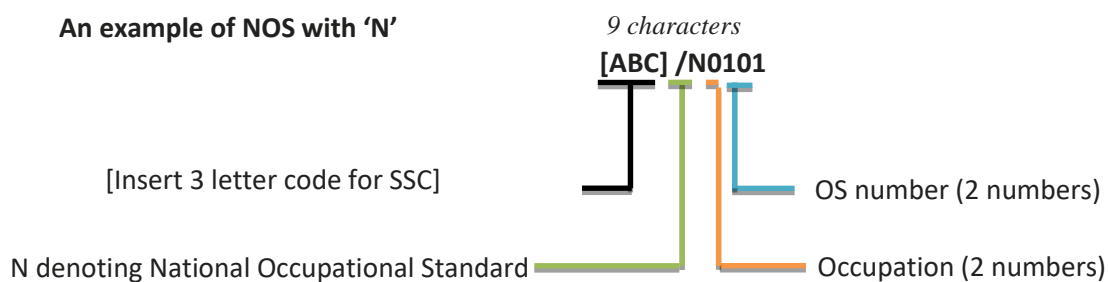 An example of NOS with ‘N’
9 characters
[ABC] /N0101
[Insert 3 letter code for SSC]
OS number (2 numbers)
N denoting National Occupational Standard
Occupation (2 numbers)